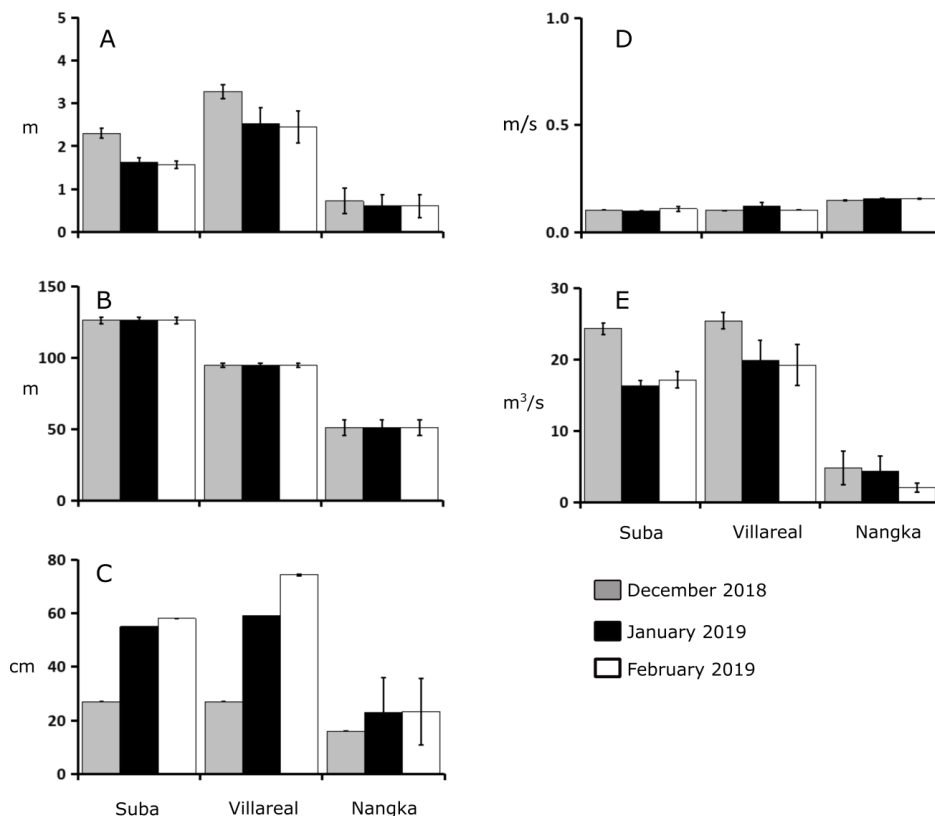 A
5
4
3
2
1
0
m
B
150
100
50
0
m
C
80
60
40
20
0
cm
Suba Villareal Nangka
D
1.0
0.5
0.0
m/s
E
30
20
10
0
m³/s
Suba Villareal Nangka
December 2018
January 2019
February 2019